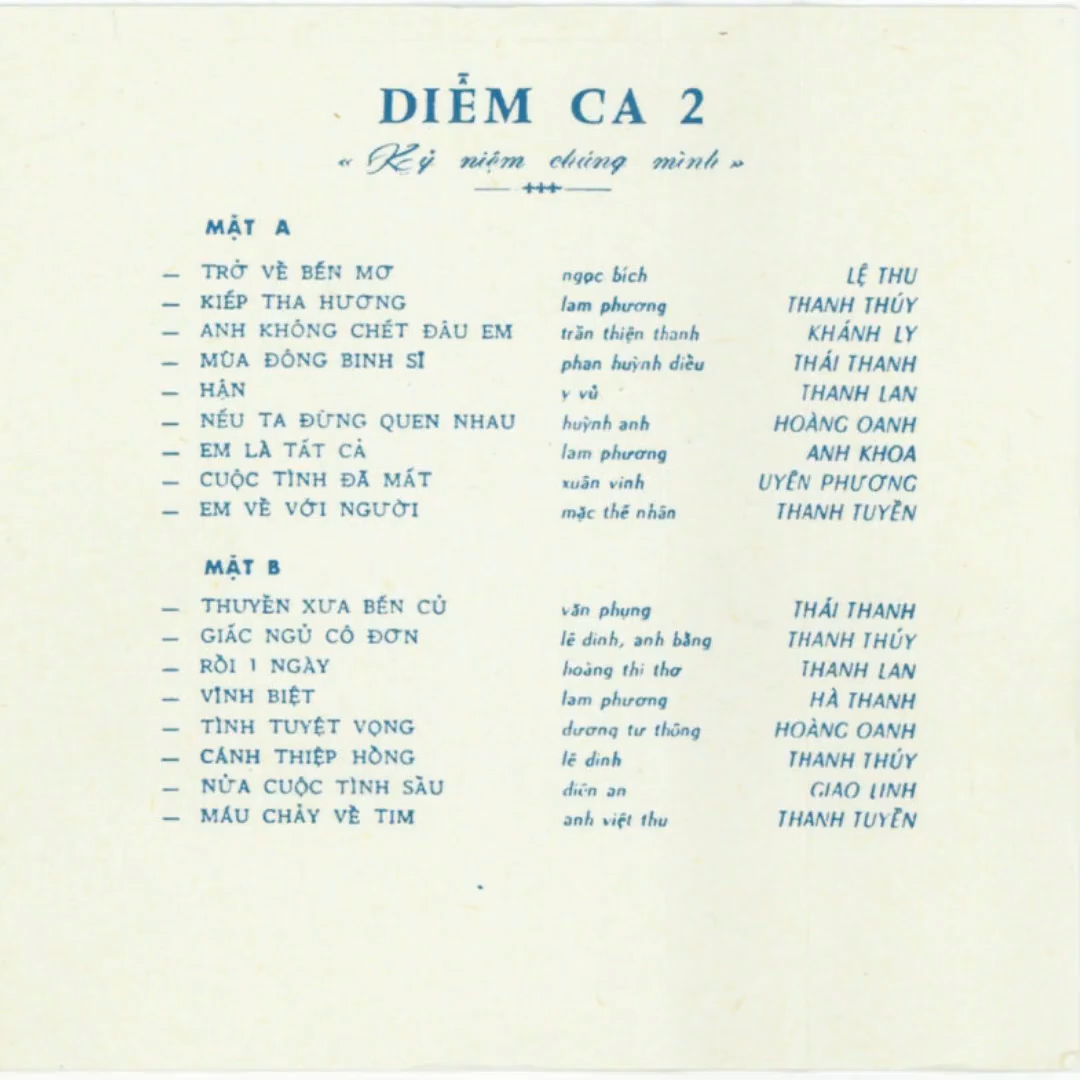 DIỄM CA 2
« Kỷ niệm chúng mình »
MẶT A
— TRỞ VỀ BẾN MƠ ngọc bích LỆ THU
— KIẾP THA HƯƠNG lam phương THANH THÚY
— ANH KHÔNG CHẾT ĐÂU EM trần thiện thanh KHÁNH LY
— MÙA ĐÔNG BINH SĨ phan huỳnh điều THÁI THANH
— HẬN y vủ THANH LAN
— NẾU TA ĐỪNG QUEN NHAU huỳnh anh HOÀNG OANH
— EM LÀ TẤT CẢ lam phương ANH KHOA
— CUỘC TÌNH ĐÃ MẤT xuân vinh UYÊN PHƯƠNG
— EM VỀ VỚI NGƯỜI mặc thế nhân THANH TUYỀN
MẶT B
— THUYỀN XƯA BẾN CỦ văn phụng THÁI THANH
— GIẤC NGỦ CÔ ĐƠN lê dinh, anh bằng THANH THÚY
— RỒI 1 NGÀY hoàng thi thơ THANH LAN
— VĨNH BIỆT lam phương HÀ THANH
— TÌNH TUYỆT VỌNG dương tư thông HOÀNG OANH
— CÁNH THIỆP HỒNG lê dinh THANH THÚY
— NỬA CUỘC TÌNH SẦU diên an GIAO LINH
— MÁU CHẢY VỀ TIM anh việt thu THANH TUYỀN